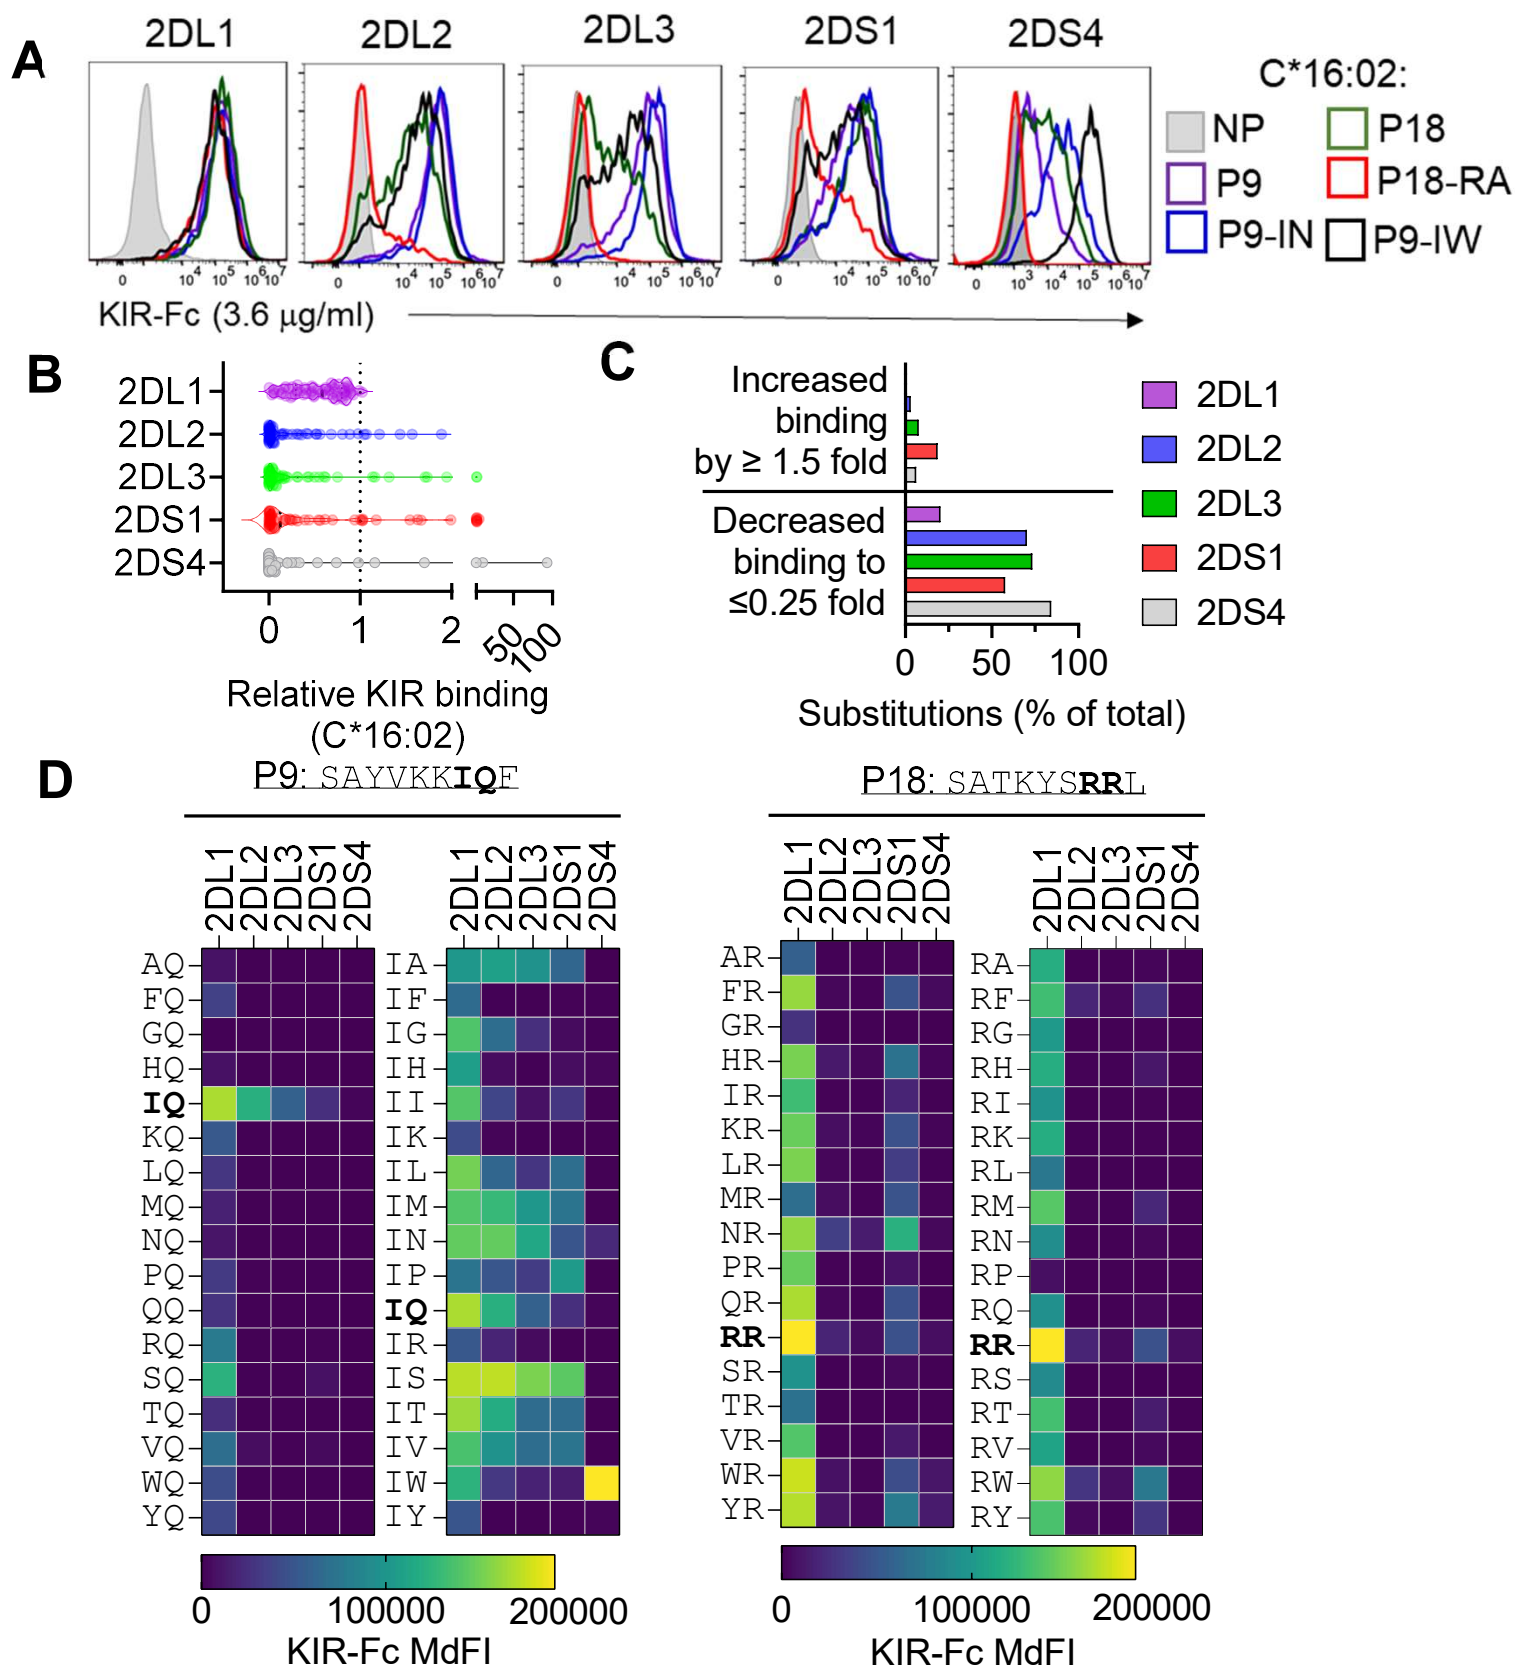 A
2DL1
2DL2
2DL3
2DS1
2DS4
0 10^4 10^5 10^6 10^7
0 10^4 10^5 10^6 10^7
0 10^4 10^5 10^6 10^7
0 10^4 10^5 10^6 10^7
0 10^3 10^4 10^5 10^6 10^7
KIR-Fc (3.6 µg/ml)
C*16:02:
NP
P18
P9
P18-RA
P9-IN
P9-IW
B
2DL1
2DL2
2DL3
2DS1
2DS4
0 1 2 50 100
Relative KIR binding
(C*16:02)
C
Increased
binding
by ≥ 1.5 fold
Decreased
binding to
≤0.25 fold
0 50 100
Substitutions (% of total)
2DL1
2DL2
2DL3
2DS1
2DS4
D
P9: SAYVKKIQF
2DL1 2DL2 2DL3 2DS1 2DS4
AQ
FQ
GQ
HQ
IQ
KQ
LQ
MQ
NQ
PQ
QQ
RQ
SQ
TQ
VQ
WQ
YQ
2DL1 2DL2 2DL3 2DS1 2DS4
IA
IF
IG
IH
II
IK
IL
IM
IN
IP
IQ
IR
IS
IT
IV
IW
IY
0 100000 200000
KIR-Fc MdFI
P18: SATKYSRRL
2DL1 2DL2 2DL3 2DS1 2DS4
AR
FR
GR
HR
IR
KR
LR
MR
NR
PR
QR
RR
SR
TR
VR
WR
YR
2DL1 2DL2 2DL3 2DS1 2DS4
RA
RF
RG
RH
RI
RK
RL
RM
RN
RP
RQ
RR
RS
RT
RV
RW
RY
0 100000 200000
KIR-Fc MdFI